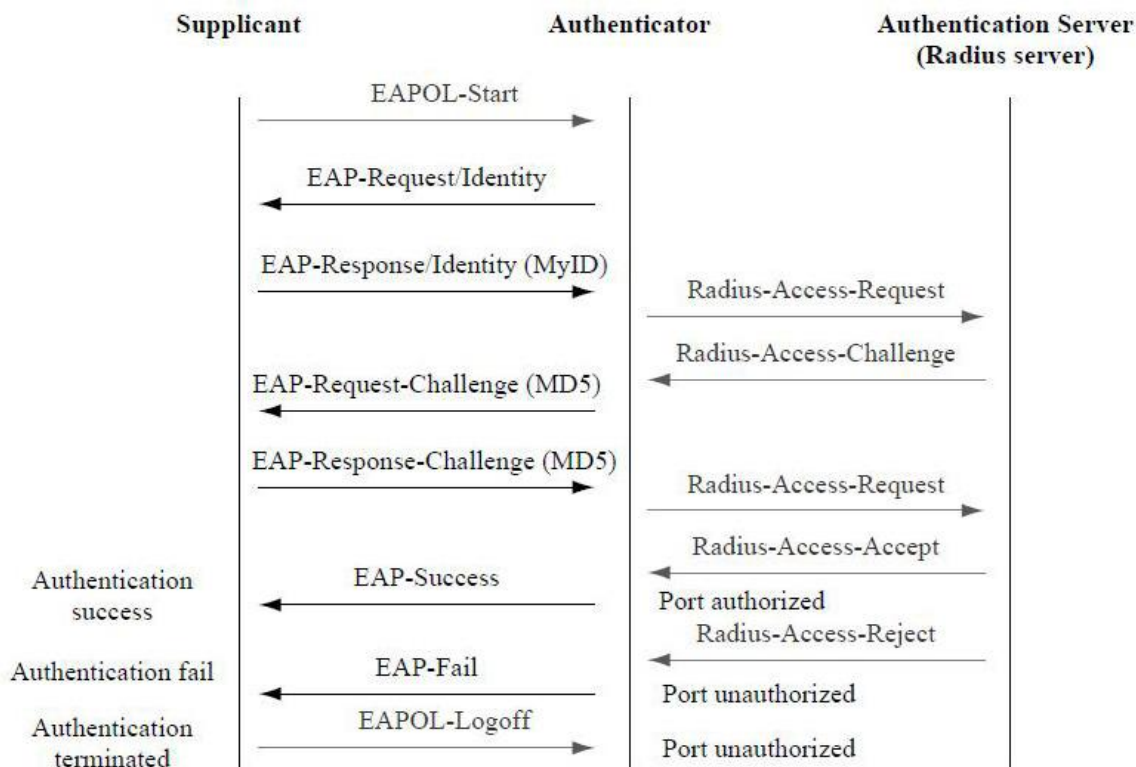 Supplicant
Authenticator
Authentication Server
(Radius server)
EAPOL-Start
EAP-Request/Identity
EAP-Response/Identity (MyID)
Radius-Access-Request
Radius-Access-Challenge
EAP-Request-Challenge (MD5)
EAP-Response-Challenge (MD5)
Radius-Access-Request
Radius-Access-Accept
Authentication
success
EAP-Success
Port authorized
Radius-Access-Reject
Authentication fail
EAP-Fail
Port unauthorized
Authentication
terminated
EAPOL-Logoff
Port unauthorized